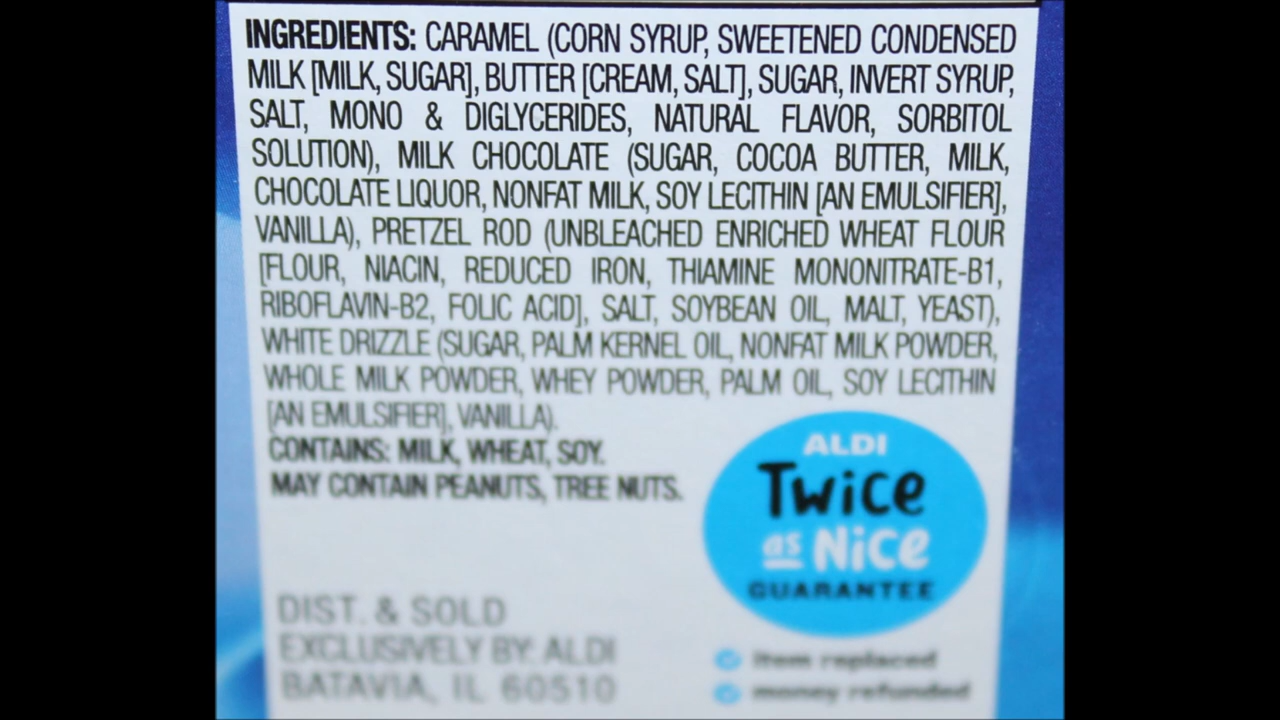 INGREDIENTS: CARAMEL (CORN SYRUP, SWEETENED CONDENSED
MILK [MILK, SUGAR], BUTTER [CREAM, SALT], SUGAR, INVERT SYRUP,
SALT, MONO & DIGLYCERIDES, NATURAL FLAVOR, SORBITOL
SOLUTION), MILK CHOCOLATE (SUGAR, COCOA BUTTER, MILK,
CHOCOLATE LIQUOR, NONFAT MILK, SOY LECITHIN [AN EMULSIFIER],
VANILLA), PRETZEL ROD (UNBLEACHED ENRICHED WHEAT FLOUR
[FLOUR, NIACIN, REDUCED IRON, THIAMINE MONONITRATE-B1,
RIBOFLAVIN-B2, FOLIC ACID], SALT, SOYBEAN OIL, MALT, YEAST),
WHITE DRIZZLE (SUGAR, PALM KERNEL OIL, NONFAT MILK POWDER,
WHOLE MILK POWDER, WHEY POWDER, PALM OIL, SOY LECITHIN
[AN EMULSIFIER], VANILLA).
CONTAINS: MILK, WHEAT, SOY.
MAY CONTAIN PEANUTS, TREE NUTS.
ALDI
Twice
as Nice
GUARANTEE
item replaced
money refunded
DIST. & SOLD
EXCLUSIVELY BY: ALDI
BATAVIA, IL 60510